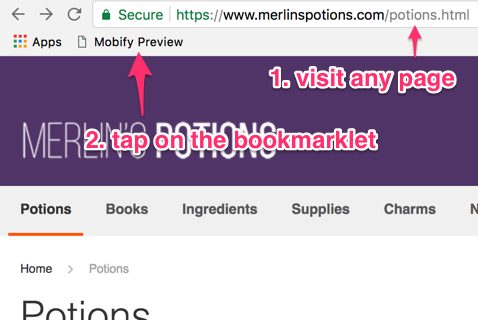 Secure https://www.merlinspotions.com/potions.html
Apps Mobify Preview
1. visit any page
MERLIN'S POTIONS
2. tap on the bookmarklet
Potions Books Ingredients Supplies Charms
Home > Potions
Potions